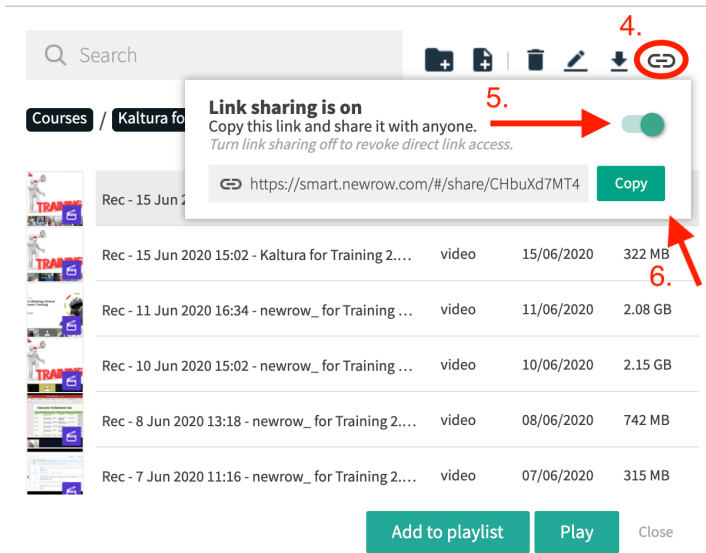 4.
Search
5.
Link sharing is on
Copy this link and share it with anyone.
Turn link sharing off to revoke direct link access.
https://smart.newrow.com/#/share/CHbuXd7MT4
Copy
6.
Courses / Kaltura fo
Rec - 15 Jun 2
Rec - 15 Jun 2020 15:02 - Kaltura for Training 2.... video 15/06/2020 322 MB
Rec - 11 Jun 2020 16:34 - newrow_ for Training ... video 11/06/2020 2.08 GB
Rec - 10 Jun 2020 15:02 - newrow_ for Training ... video 10/06/2020 2.15 GB
Rec - 8 Jun 2020 13:18 - newrow_ for Training 2.... video 08/06/2020 742 MB
Rec - 7 Jun 2020 11:16 - newrow_ for Training 2.... video 07/06/2020 315 MB
Add to playlist Play Close